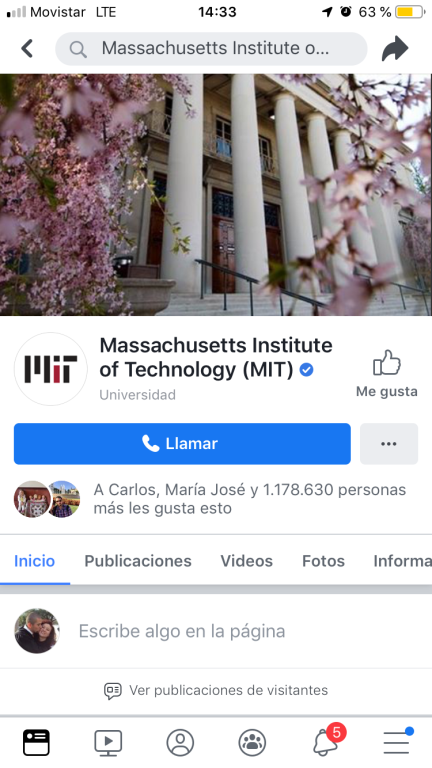 Movistar LTE 14:33 63 %
Massachusetts Institute o...
MIT
Massachusetts Institute
of Technology (MIT)
Universidad
Me gusta
Llamar
A Carlos, María José y 1.178.630 personas
más les gusta esto
Inicio Publicaciones Videos Fotos Informa
Escribe algo en la página
Ver publicaciones de visitantes
5